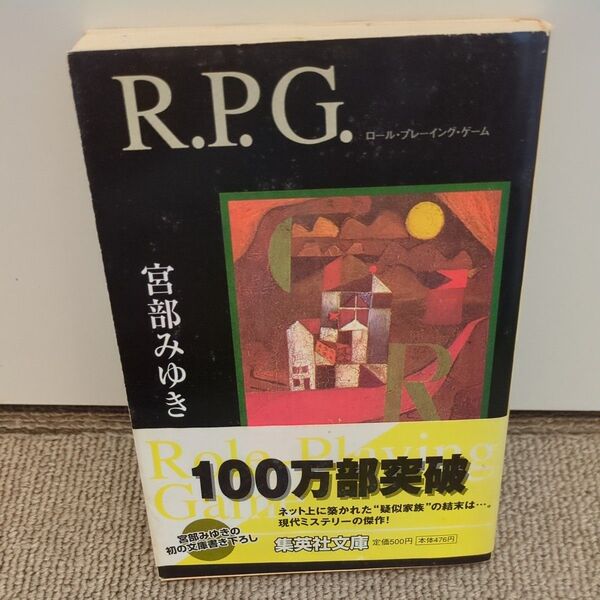 R.P.G.
ロール・プレーイング・ゲーム
宮部みゆき
R
Role Playing
Game
100万部突破
ネット上に築かれた“疑似家族”の結末は…。
現代ミステリーの傑作!
宮部みゆきの
初の文庫書き下ろし
集英社文庫 定価500円 本体476円